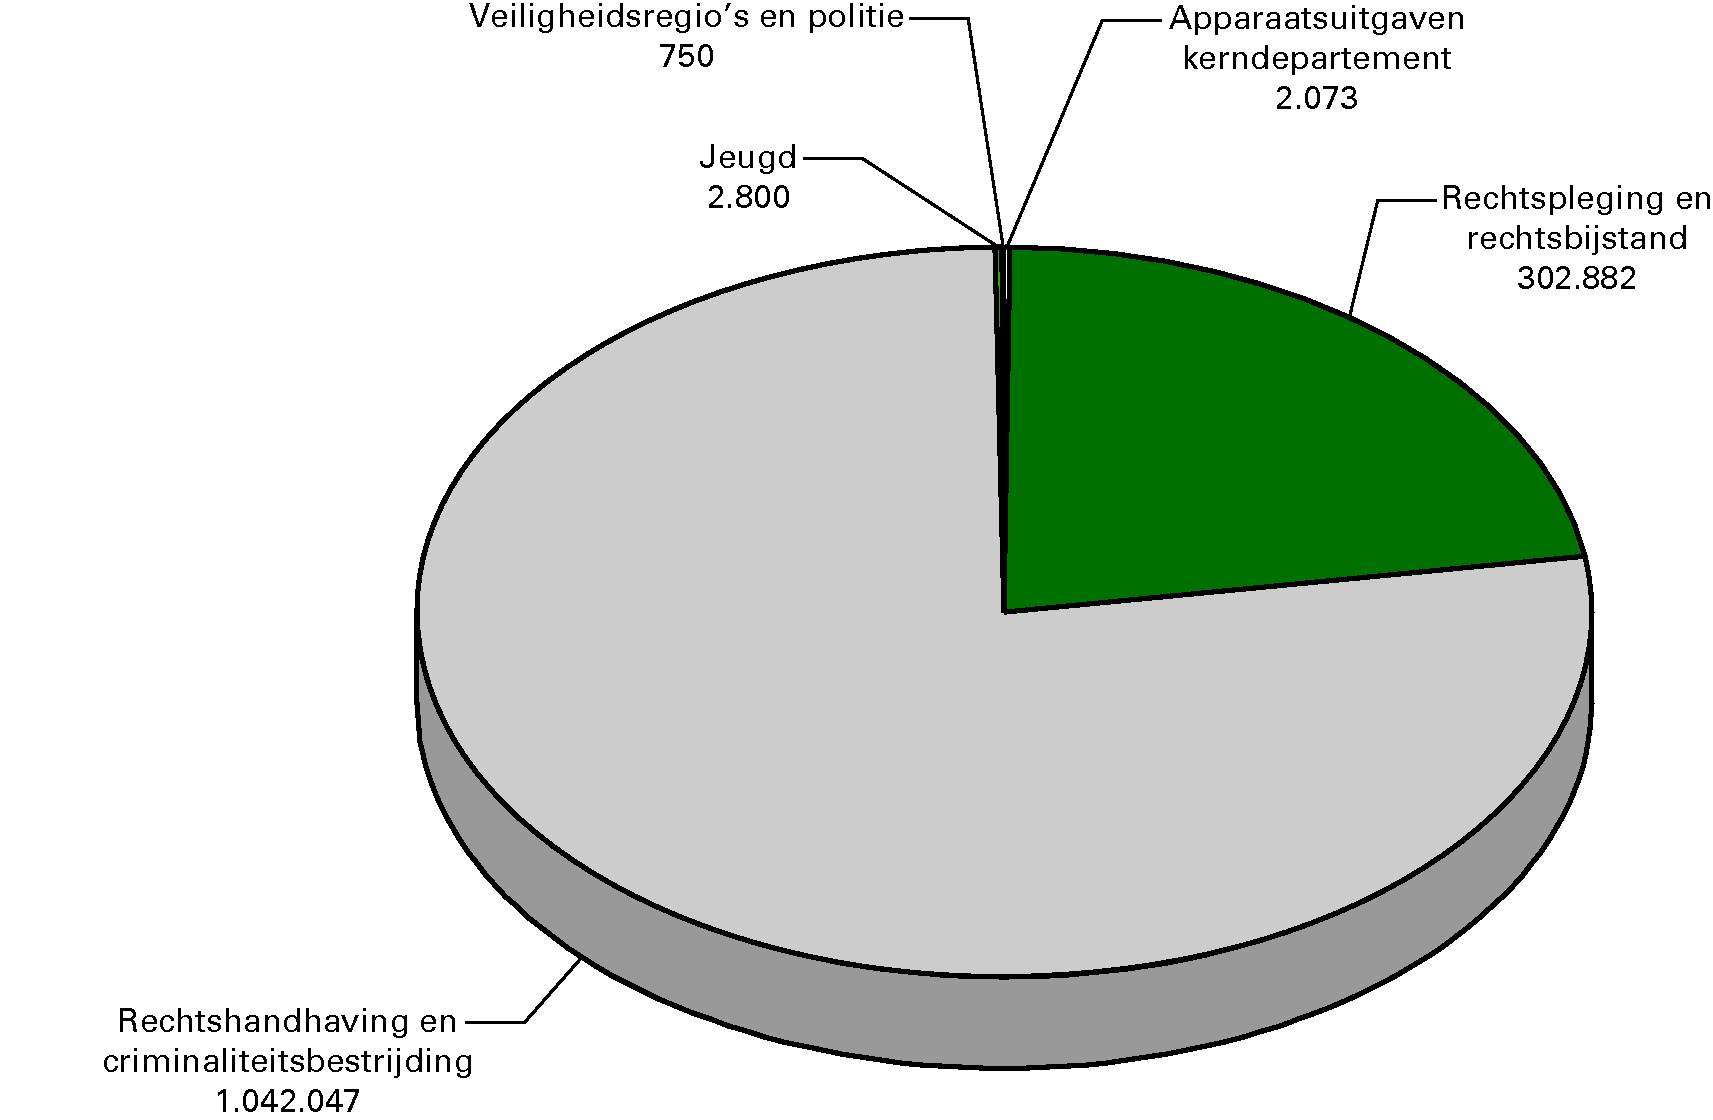 Veiligheidsregio’s en politie
750
Apparaatsuitgaven
kerndepartement
2.073
Jeugd
2.800
Rechtspleging en
rechtsbijstand
302.882
Rechtshandhaving en
criminaliteitsbestrijding
1.042.047